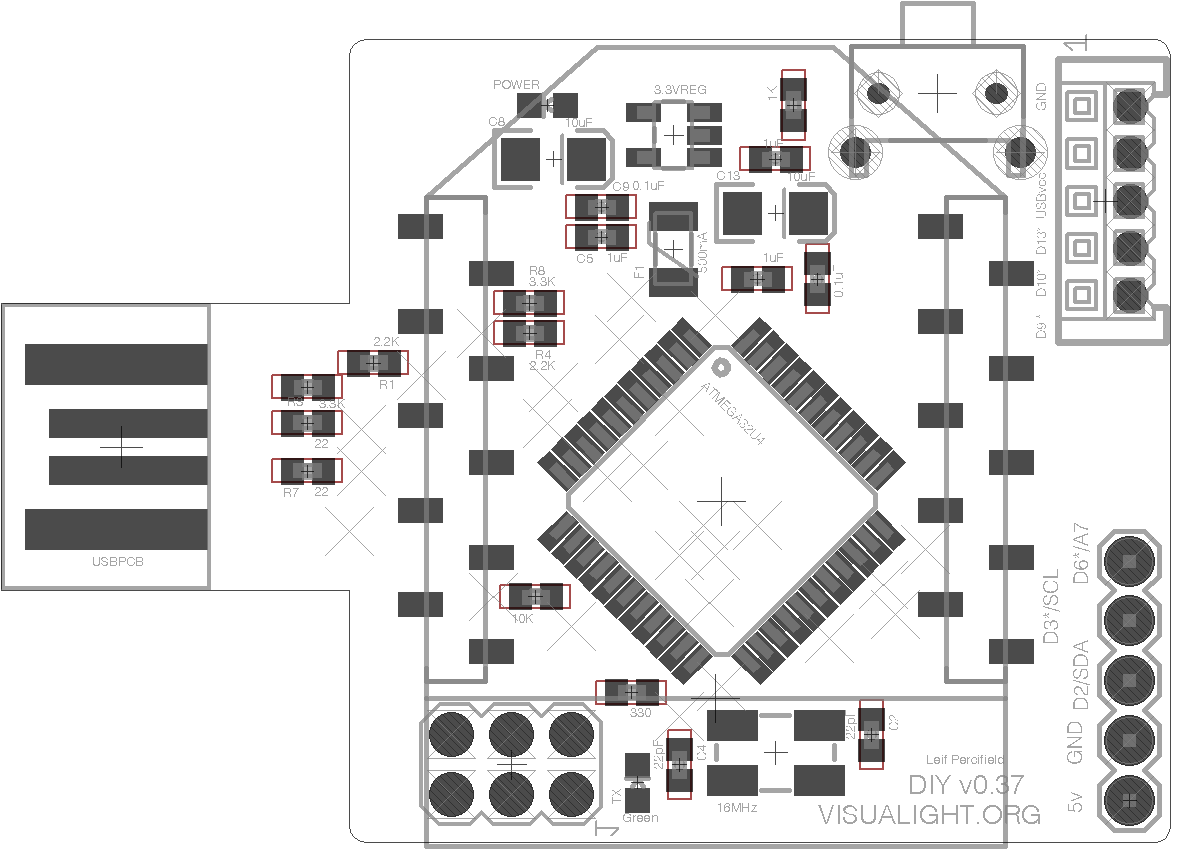 1
POWER
3.3VREG
1K
GND
C8
10uF
1uF
C13
10uF
C9
0.1uF
USBvcc
C5
1uF
F1
500mA
D13*
R8
3.3K
1uF
0.1uF
D10*
R4
2.2K
D9 *
2.2K
R1
R3
3.3K
22
R7
22
ATMEGA32U4
USBPCB
D6*/A7
D3*/SCL
10K
D2/SDA
330
22pF
C4
22pF
C2
GND
Leif Percifield
DIY v0.37
VISUALIGHT.ORG
5v
TX
Green
16MHz
1